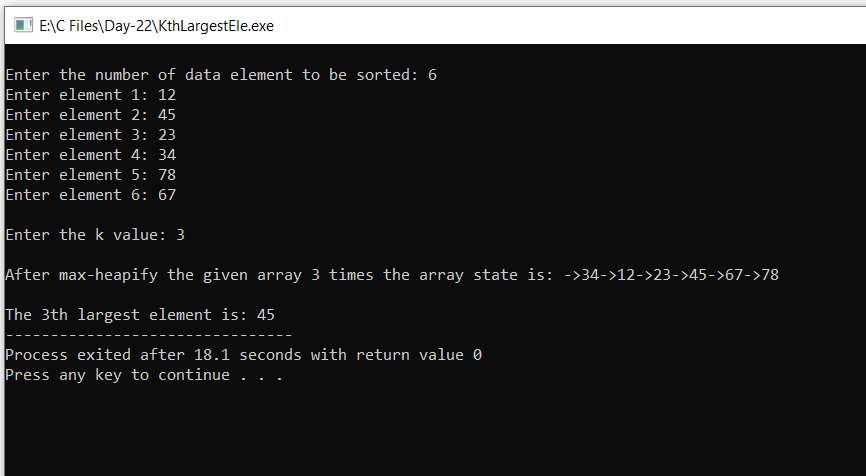 E:\C Files\Day-22\KthLargestEle.exe
Enter the number of data element to be sorted: 6
Enter element 1: 12
Enter element 2: 45
Enter element 3: 23
Enter element 4: 34
Enter element 5: 78
Enter element 6: 67
Enter the k value: 3
After max-heapify the given array 3 times the array state is: ->34->12->23->45->67->78
The 3th largest element is: 45
--------------------------------
Process exited after 18.1 seconds with return value 0
Press any key to continue . . .